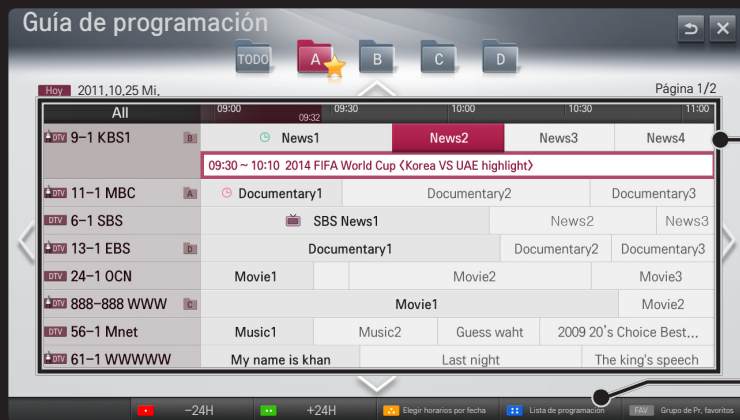 Guía de programación
TODO A B C D
Hoy 2011.10.25 Mi. Página 1/2
All 09:00 09:32 09:30 10:00 10:30 11:00
DTV 9-1 KBS1 B News1 News2 News3 News4
09:30 ~ 10:10 2014 FIFA World Cup <Korea VS UAE highlight>
DTV 11-1 MBC A Documentary1 Documentary2 Documentary3
DTV 6-1 SBS SBS News1 News2 News3
DTV 13-1 EBS D Documentary1 Documentary2 Documentary3
DTV 24-1 OCN Movie1 Movie2 Movie3
DTV 888-888 WWW C Movie1 Movie2
DTV 56-1 Mnet Music1 Music2 Guess waht 2009 20's Choice Best...
DTV 61-1 WWWWW My name is khan Last night The king's speech
-24H +24H Elegir horarios por fecha Lista de programación FAV Grupo de Pr. favoritos